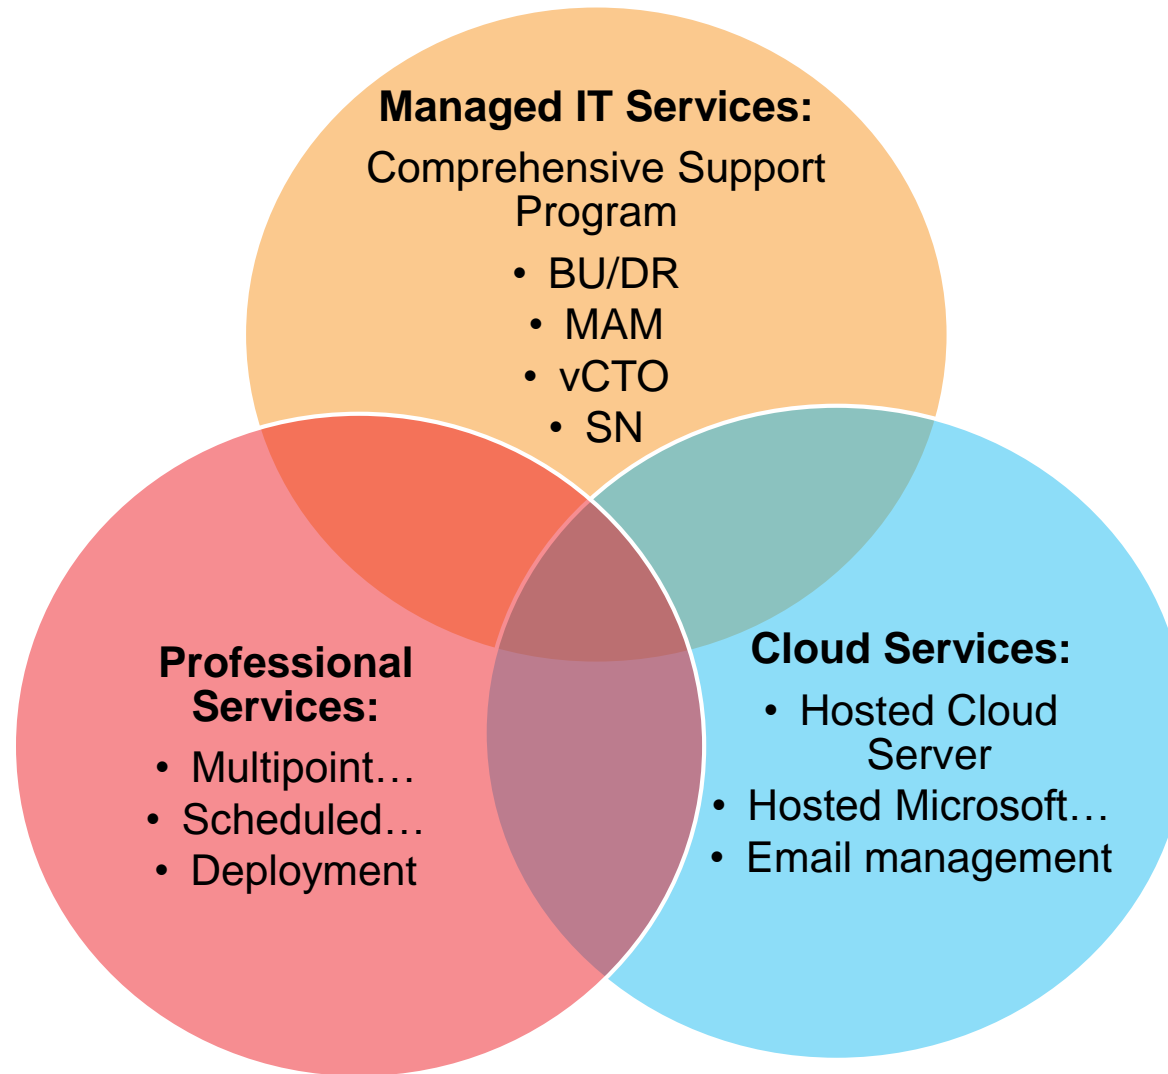 Managed IT Services:
Comprehensive Support
Program
• BU/DR
• MAM
• vCTO
• SN
Professional
Services:
• Multipoint…
• Scheduled…
• Deployment
Cloud Services:
• Hosted Cloud
Server
• Hosted Microsoft…
• Email management